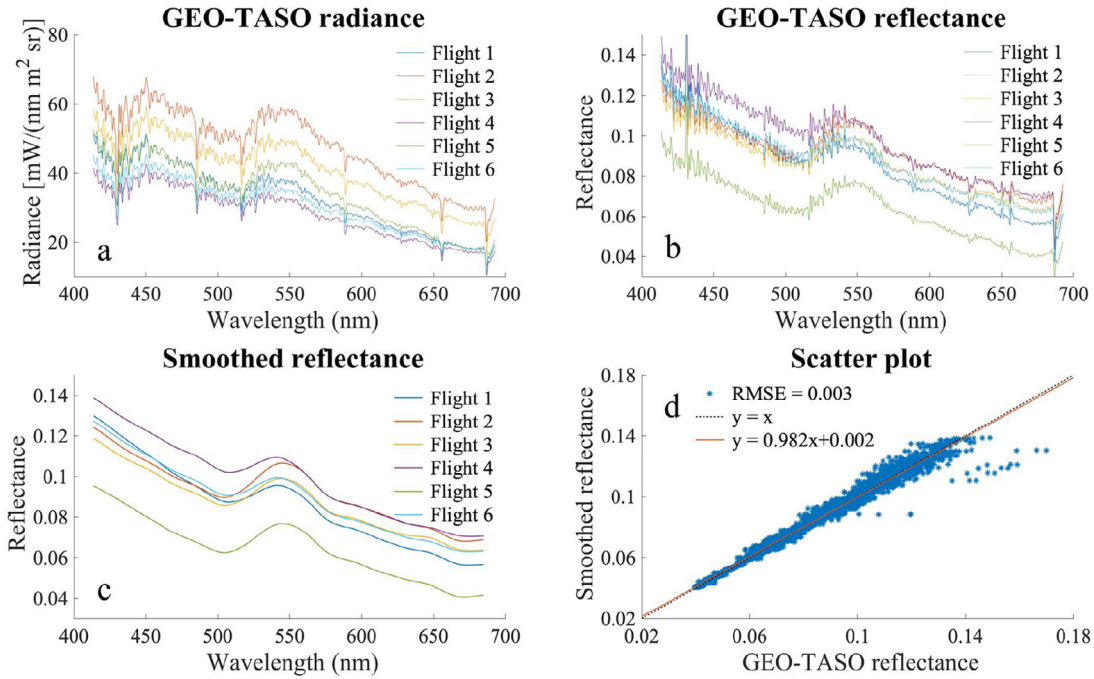 GEO-TASO radiance
80
60
40
20
Radiance [mW/(nm m² sr)
400 450 500 550 600 650 700
Wavelength (nm)
Flight 1
Flight 2
Flight 3
Flight 4
Flight 5
Flight 6
a
GEO-TASO reflectance
0.14
0.12
0.1
0.08
0.06
0.04
Reflectance
400 450 500 550 600 650 700
Wavelength (nm)
Flight 1
Flight 2
Flight 3
Flight 4
Flight 5
Flight 6
b
Smoothed reflectance
0.14
0.12
0.1
0.08
0.06
0.04
Reflectance
400 450 500 550 600 650 700
Wavelength (nm)
Flight 1
Flight 2
Flight 3
Flight 4
Flight 5
Flight 6
c
Scatter plot
0.18
0.14
0.1
0.06
0.02
Smoothed reflectance
0.02 0.06 0.1 0.14 0.18
GEO-TASO reflectance
d
RMSE = 0.003
y = x
y = 0.982x+0.002